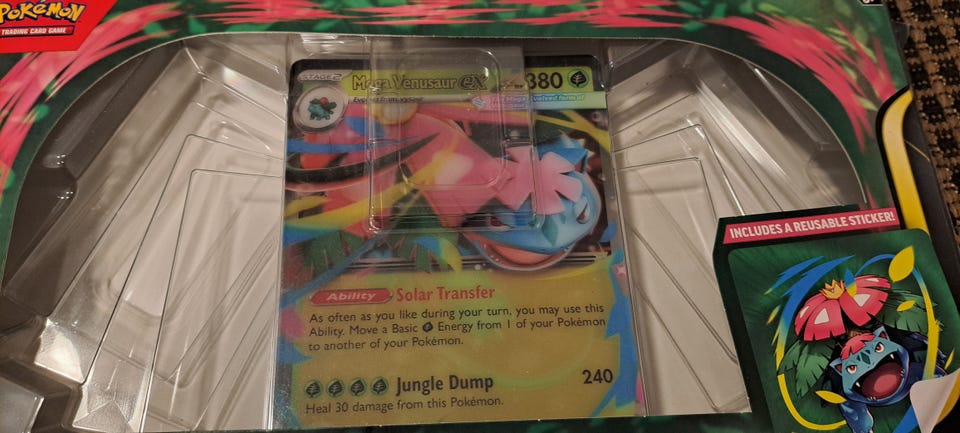 POKÉMON
TRADING CARD GAME
STAGE 2
Mega Venusaur ex
380
INCLUDES A REUSABLE STICKER!
Ability Solar Transfer
As often as you like during your turn, you may use this
Ability. Move a Basic Energy from 1 of your Pokémon
to another of your Pokémon.
Jungle Dump 240
Heal 30 damage from this Pokémon.